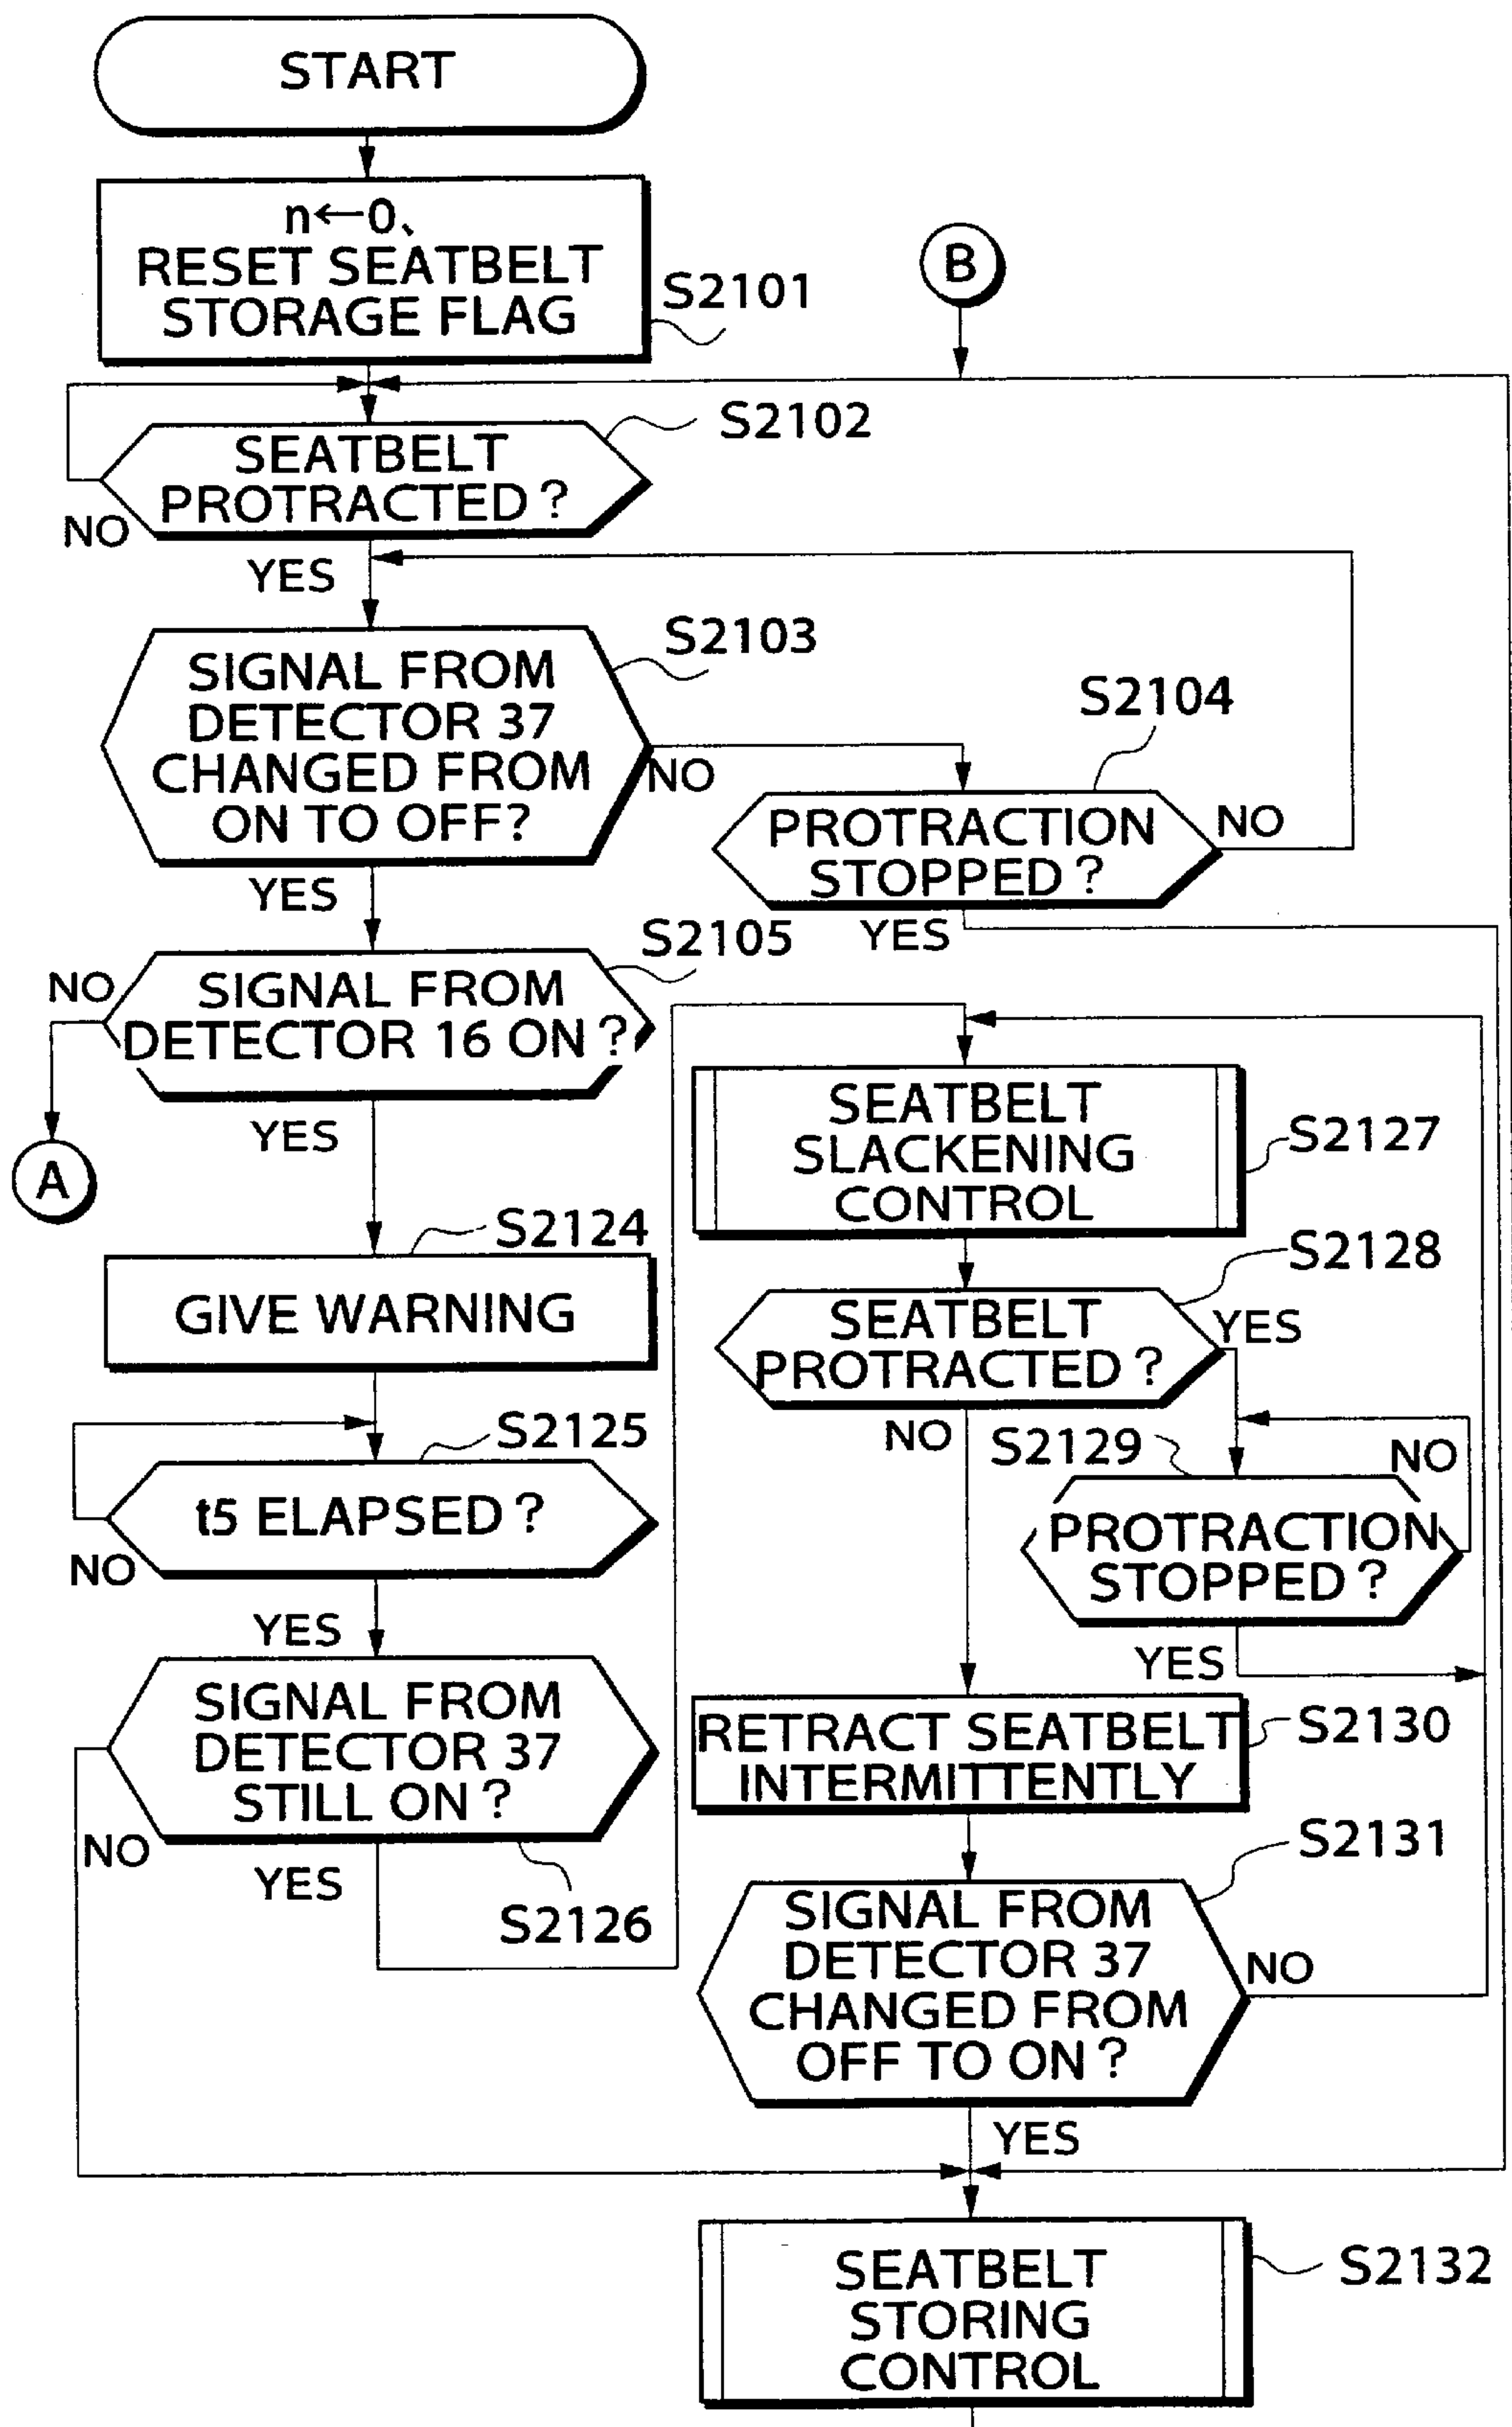 START
n←0、
RESET SEATBELT
STORAGE FLAG
S2101
B
S2102
SEATBELT
PROTRACTED?
NO
YES
S2103
SIGNAL FROM
DETECTOR 37
CHANGED FROM
ON TO OFF?
NO
YES
S2104
PROTRACTION
STOPPED?
NO
YES
S2105
SIGNAL FROM
DETECTOR 16 ON?
NO
YES
A
S2124
GIVE WARNING
S2125
t5 ELAPSED?
NO
YES
SIGNAL FROM
DETECTOR 37
STILL ON?
NO
YES
S2126
SEATBELT
SLACKENING
CONTROL
S2127
S2128
SEATBELT
PROTRACTED?
YES
NO
S2129
NO
PROTRACTION
STOPPED?
YES
RETRACT SEATBELT
INTERMITTENTLY
S2130
S2131
SIGNAL FROM
DETECTOR 37
CHANGED FROM
OFF TO ON?
NO
YES
SEATBELT
STORING
CONTROL
S2132